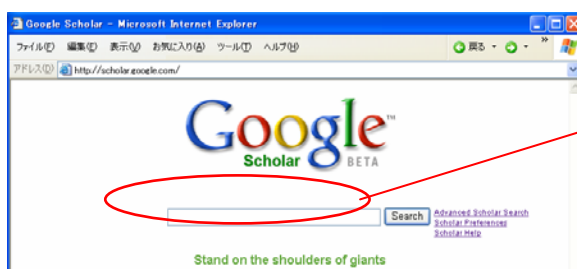 Google Scholar - Microsoft Internet Explorer
ファイル(F) 編集(E) 表示(V) お気に入り(A) ツール(T) ヘルプ(H) 戻る »
アドレス(D) http://scholar.google.com/
Google™
Scholar BETA
Search
Advanced Scholar Search
Scholar Preferences
Scholar Help
Stand on the shoulders of giants